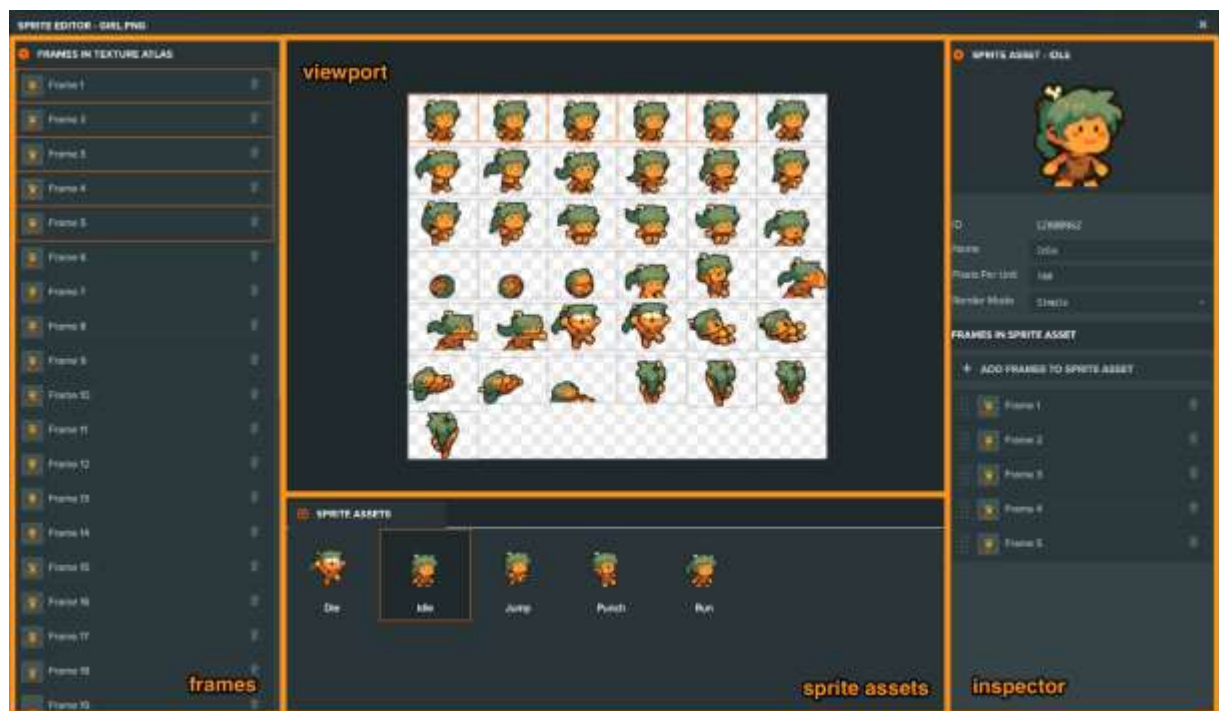 SPRITE EDITOR - GIRL.PNG
FRAMES IN TEXTURE ATLAS
Frame 1
Frame 2
Frame 3
Frame 4
Frame 5
Frame 6
Frame 7
Frame 8
Frame 9
Frame 10
Frame 11
Frame 12
Frame 13
Frame 14
Frame 15
Frame 16
Frame 17
Frame 18
Frame 19
frames
viewport
SPRITE ASSETS
Die
Idle
Jump
Punch
Run
sprite assets
SPRITE ASSET - IDLE
ID
Name Idle
Pixels Per Unit 100
Render Mode Simple
FRAMES IN SPRITE ASSET
+ ADD FRAMES TO SPRITE ASSET
Frame 1
Frame 2
Frame 3
Frame 4
Frame 5
inspector